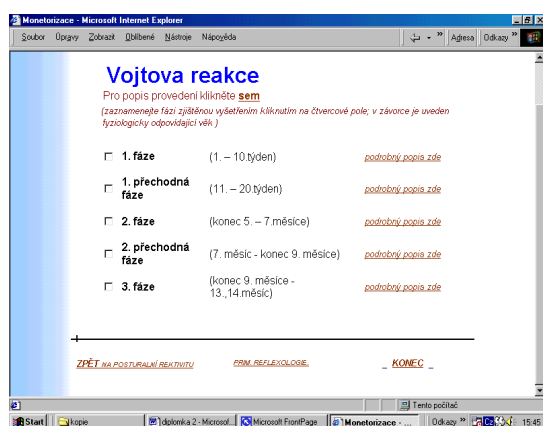 Monetorizace - Microsoft Internet Explorer
Soubor Úpravy Zobrazit Oblíbené Nástroje Nápověda
Adresa Odkazy »
Vojtova reakce
Pro popis provedení klikněte sem
(zaznamenejte fázi zjištěnou vyšetřením kliknutím na čtvercové pole; v závorce je uveden
fyziologicky odpovídající věk )
1. fáze (1. – 10.týden) podrobný popis zde
1. přechodná
fáze (11. – 20.týden) podrobný popis zde
2. fáze (konec 5. – 7.měsíce) podrobný popis zde
2. přechodná
fáze (7. měsíc - konec 9. měsíce) podrobný popis zde
3. fáze (konec 9. měsíce -
13.,14.měsíc) podrobný popis zde
ZPĚT NA POSTURALNÍ REKTIVITU PRIM. REFLEXOLOGIE. _ KONEC _
Tento počítač
Start kopie diplomka 2 - Microsof... Microsoft FrontPage Monetorizace - ... Odkazy » Cz 15:45